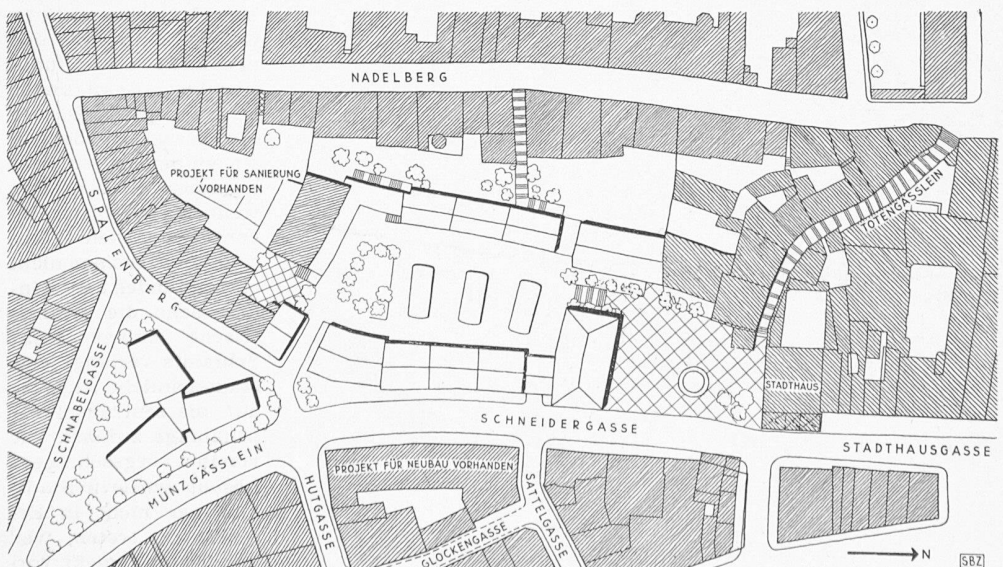 NADELBERG
PROJEKT FÜR SANIERUNG
VORHANDEN
SPALENBERG
TOTENGÄSSLEIN
SCHNABELGASSE
STADTHAUS
SCHNEIDERGASSE
STADTHAUSGASSE
MÜNZGÄSSLEIN
HUTGASSE
PROJEKT FÜR NEUBAU VORHANDEN
SATTELGASSE
GLOCKENGASSE
N
SBZ